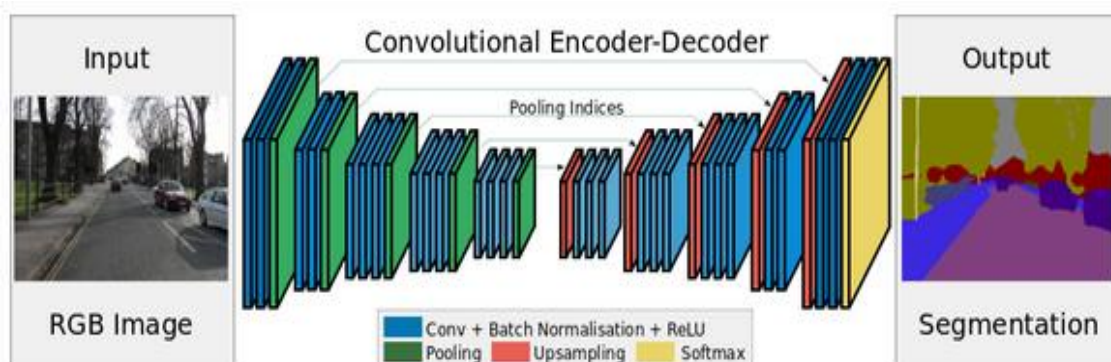 Input
Convolutional Encoder-Decoder
Output
Pooling Indices
RGB Image
Segmentation
Conv + Batch Normalisation + ReLU
Pooling Upsampling Softmax